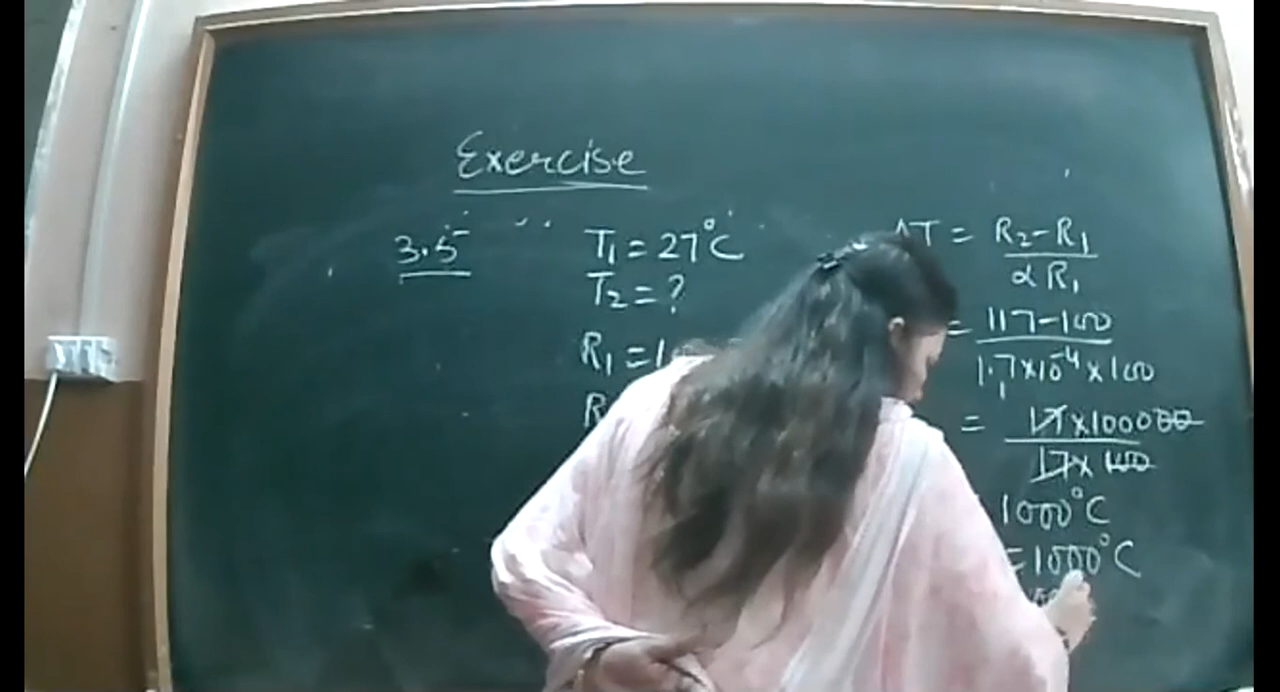 Exercise
3.5
T₁ = 27°C
T₂ = ?
R₁ = 1
R
ΔT = R₂-R₁ / αR₁
= 117-100 / 1.7×10⁻⁴×100
= 17×100000 / 17×100
1000°C
= 1000°C